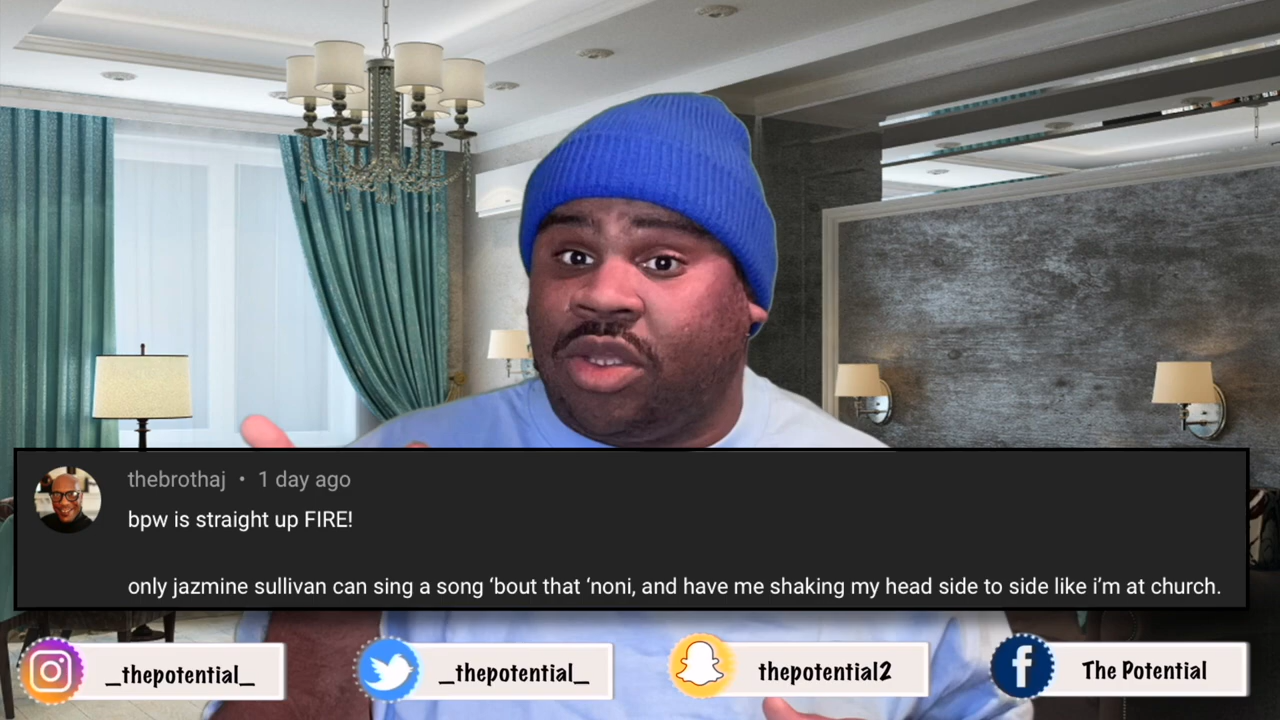 thebrothaj • 1 day ago
bpw is straight up FIRE!
only jazmine sullivan can sing a song ‘bout that ‘noni, and have me shaking my head side to side like i’m at church.
_thepotential_
_thepotential_
thepotential2
The Potential